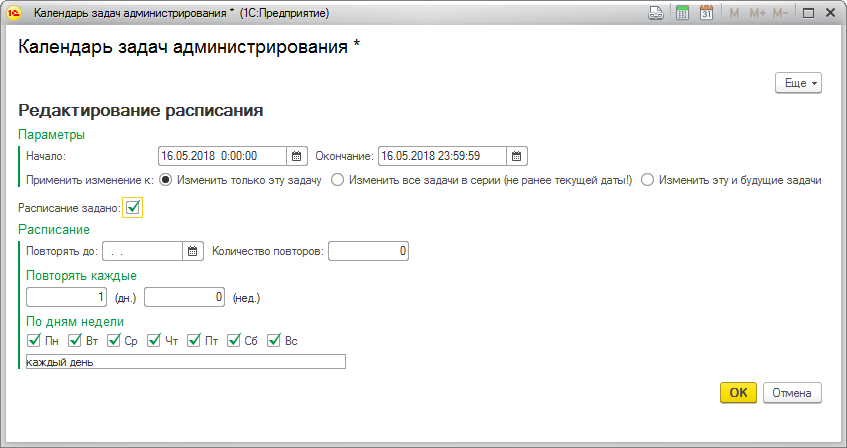 1С Календарь задач администрирования * (1С:Предприятие) 31 M M+ M-
Календарь задач администрирования *
Еще
Редактирование расписания
Параметры
Начало: 16.05.2018 0:00:00 Окончание: 16.05.2018 23:59:59
Применить изменение к: Изменить только эту задачу Изменить все задачи в серии (не ранее текущей даты!) Изменить эту и будущие задачи
Расписание задано:
Расписание
Повторять до: . . Количество повторов: 0
Повторять каждые
1 (дн.) 0 (нед.)
По дням недели
Пн Вт Ср Чт Пт Сб Вс
каждый день
ОК Отмена